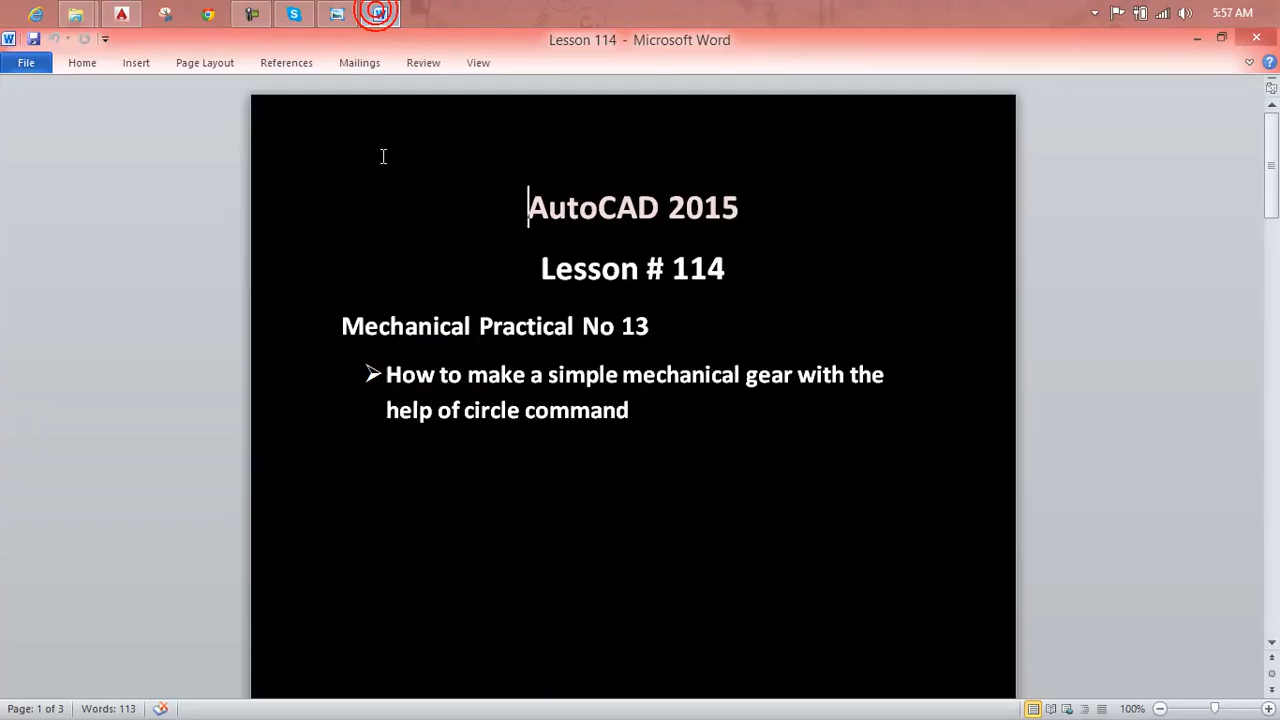 5:57 AM
Lesson 114 - Microsoft Word
File Home Insert Page Layout References Mailings Review View
AutoCAD 2015
Lesson # 114
Mechanical Practical No 13
How to make a simple mechanical gear with the
help of circle command
Page: 1 of 3 Words: 113 100%